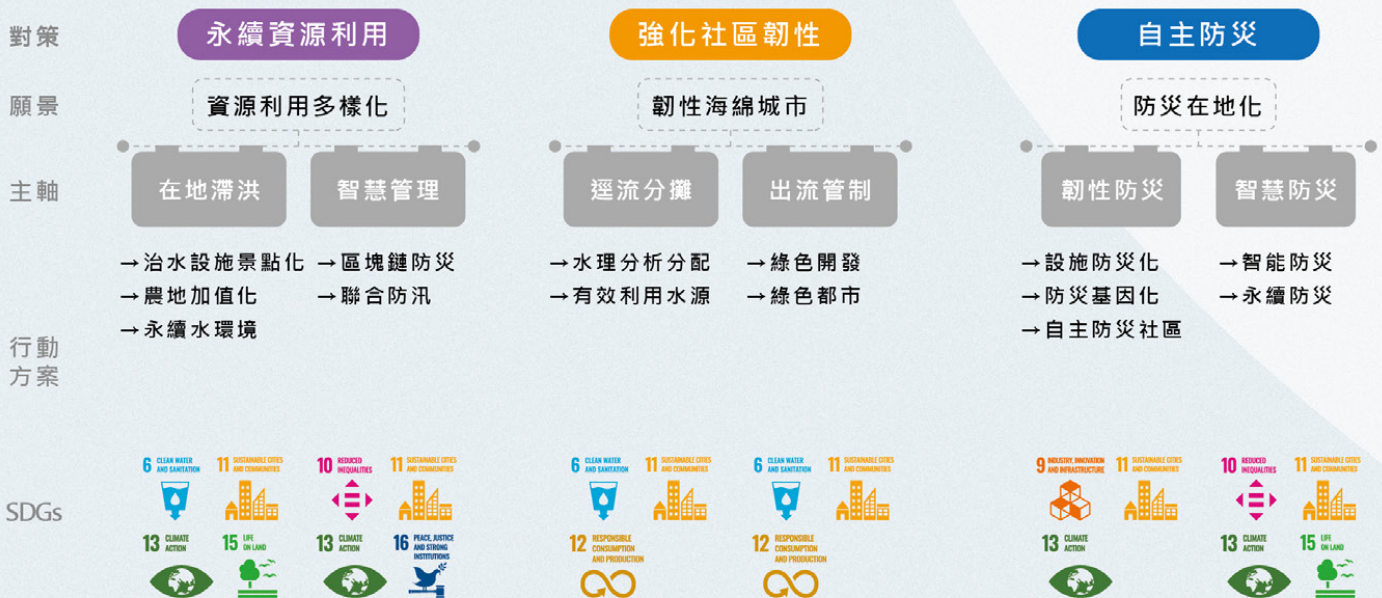 對策
永續資源利用
強化社區韌性
自主防災
願景
資源利用多樣化
韌性海綿城市
防災在地化
主軸
在地滯洪
智慧管理
逕流分攤
出流管制
韌性防災
智慧防災
行動
方案
→治水設施景點化
→農地加值化
→永續水環境
→區塊鏈防災
→聯合防汛
→水理分析分配
→有效利用水源
→綠色開發
→綠色都市
→設施防災化
→防災基因化
→自主防災社區
→智能防災
→永續防災
SDGs
6 CLEAN WATER
AND SANITATION
11 SUSTAINABLE CITIES
AND COMMUNITIES
13 CLIMATE
ACTION
15 LIFE
ON LAND
10 REDUCED
INEQUALITIES
11 SUSTAINABLE CITIES
AND COMMUNITIES
13 CLIMATE
ACTION
16 PEACE, JUSTICE
AND STRONG
INSTITUTIONS
6 CLEAN WATER
AND SANITATION
11 SUSTAINABLE CITIES
AND COMMUNITIES
12 RESPONSIBLE
CONSUMPTION
AND PRODUCTION
6 CLEAN WATER
AND SANITATION
11 SUSTAINABLE CITIES
AND COMMUNITIES
12 RESPONSIBLE
CONSUMPTION
AND PRODUCTION
9 INDUSTRY, INNOVATION
AND INFRASTRUCTURE
11 SUSTAINABLE CITIES
AND COMMUNITIES
13 CLIMATE
ACTION
10 REDUCED
INEQUALITIES
11 SUSTAINABLE CITIES
AND COMMUNITIES
13 CLIMATE
ACTION
15 LIFE
ON LAND